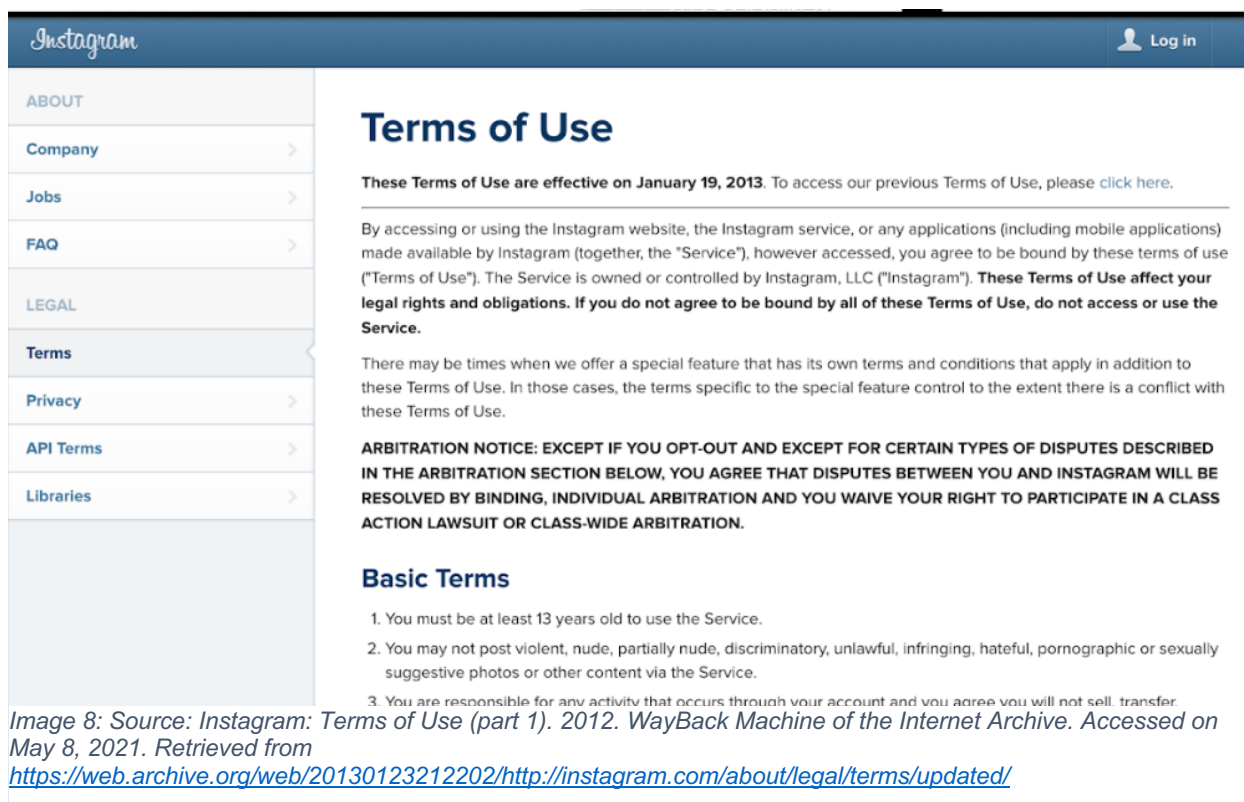 Instagram
Log in
ABOUT
Company
Jobs
FAQ
LEGAL
Terms
Privacy
API Terms
Libraries
Terms of Use
These Terms of Use are effective on January 19, 2013. To access our previous Terms of Use, please click here.
By accessing or using the Instagram website, the Instagram service, or any applications (including mobile applications)
made available by Instagram (together, the "Service"), however accessed, you agree to be bound by these terms of use
("Terms of Use"). The Service is owned or controlled by Instagram, LLC ("Instagram"). These Terms of Use affect your
legal rights and obligations. If you do not agree to be bound by all of these Terms of Use, do not access or use the
Service.
There may be times when we offer a special feature that has its own terms and conditions that apply in addition to
these Terms of Use. In those cases, the terms specific to the special feature control to the extent there is a conflict with
these Terms of Use.
ARBITRATION NOTICE: EXCEPT IF YOU OPT-OUT AND EXCEPT FOR CERTAIN TYPES OF DISPUTES DESCRIBED
IN THE ARBITRATION SECTION BELOW, YOU AGREE THAT DISPUTES BETWEEN YOU AND INSTAGRAM WILL BE
RESOLVED BY BINDING, INDIVIDUAL ARBITRATION AND YOU WAIVE YOUR RIGHT TO PARTICIPATE IN A CLASS
ACTION LAWSUIT OR CLASS-WIDE ARBITRATION.
Basic Terms
1. You must be at least 13 years old to use the Service.
2. You may not post violent, nude, partially nude, discriminatory, unlawful, infringing, hateful, pornographic or sexually
suggestive photos or other content via the Service.
3. You are responsible for any activity that occurs through your account and you agree you will not sell, transfer,
Image 8: Source: Instagram: Terms of Use (part 1). 2012. WayBack Machine of the Internet Archive. Accessed on
May 8, 2021. Retrieved from
https://web.archive.org/web/20130123212202/http://instagram.com/about/legal/terms/updated/